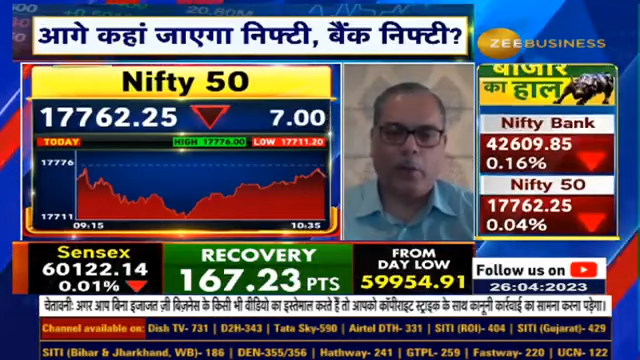 आगे कहां जाएगा निफ्टी, बैंक निफ्टी?
ZEE BUSINESS
Nifty 50
17762.25 7.00
TODAY HIGH 17776.00 LOW 17711.20
17776
17711
09:15 10:35
बाजार
का हाल
Nifty Bank
42609.85
0.16%
Nifty 50
17762.25
0.04%
Sensex
60122.14
0.01%
RECOVERY
167.23 PTS
FROM
DAY LOW
59954.91
Follow us on
26:04:2023
चेतावनी: अगर आप बिना इजाजत ज़ी बिज़नेस के किसी भी वीडियो का इस्तेमाल करते हैं तो आपको कॉपीराइट स्ट्राइक के साथ कानूनी कार्रवाई का सामना करना पड़ेगा.
Channel available on: Dish TV- 731 | D2H-343 | Tata Sky-590 | Airtel DTH- 331 | SITI (ROI) - 404 | SITI (Gujarat) - 429
SITI (Bihar & Jharkhand, WB)- 186 | DEN-355/356 | Hathway- 241 | GTPL- 259 | Fastway- 220 | UCN- 122